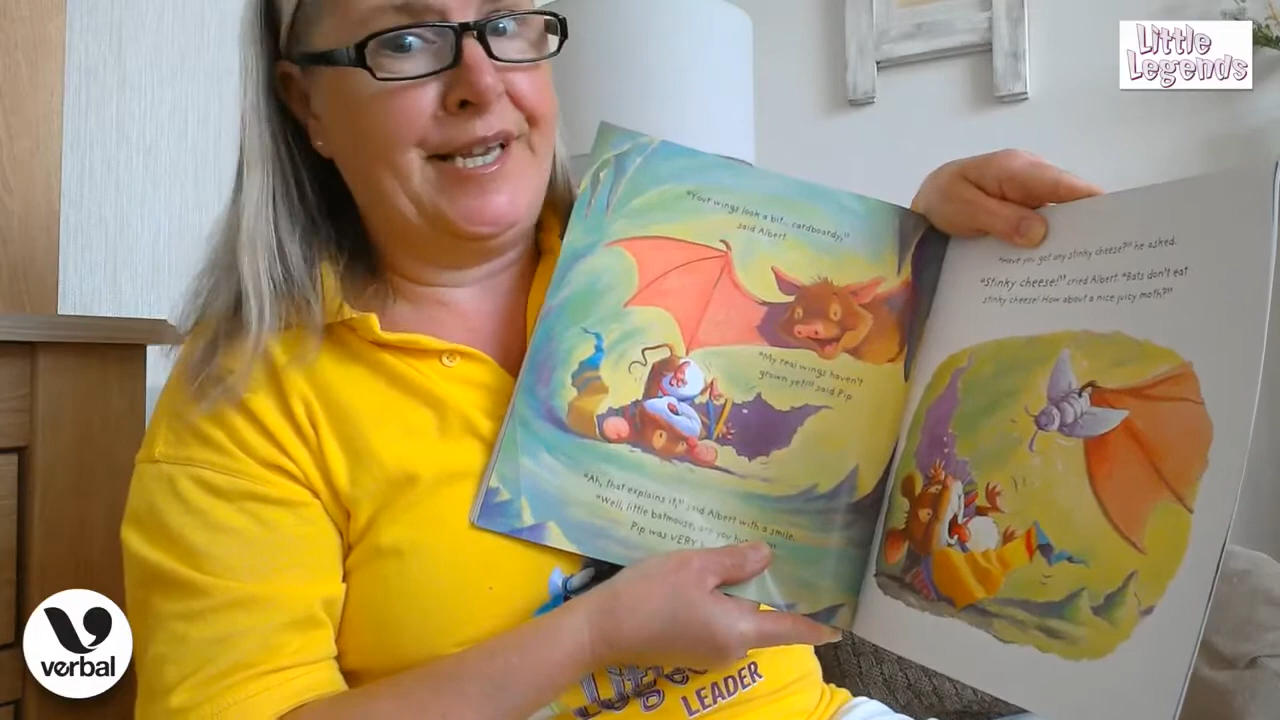 Little
Legends
"Your wings look a bit... cardboardy,"
said Albert.
"My real wings haven't
grown yet!" said Pip
"Ah, that explains it," said Albert with a smile.
"Well, little batmouse, are you
Pip was VERY
"Have you got any stinky cheese?" he asked.
"Stinky cheese!" cried Albert. "Bats don't eat
stinky cheese! How about a nice juicy moth?"
verbal
LEADER